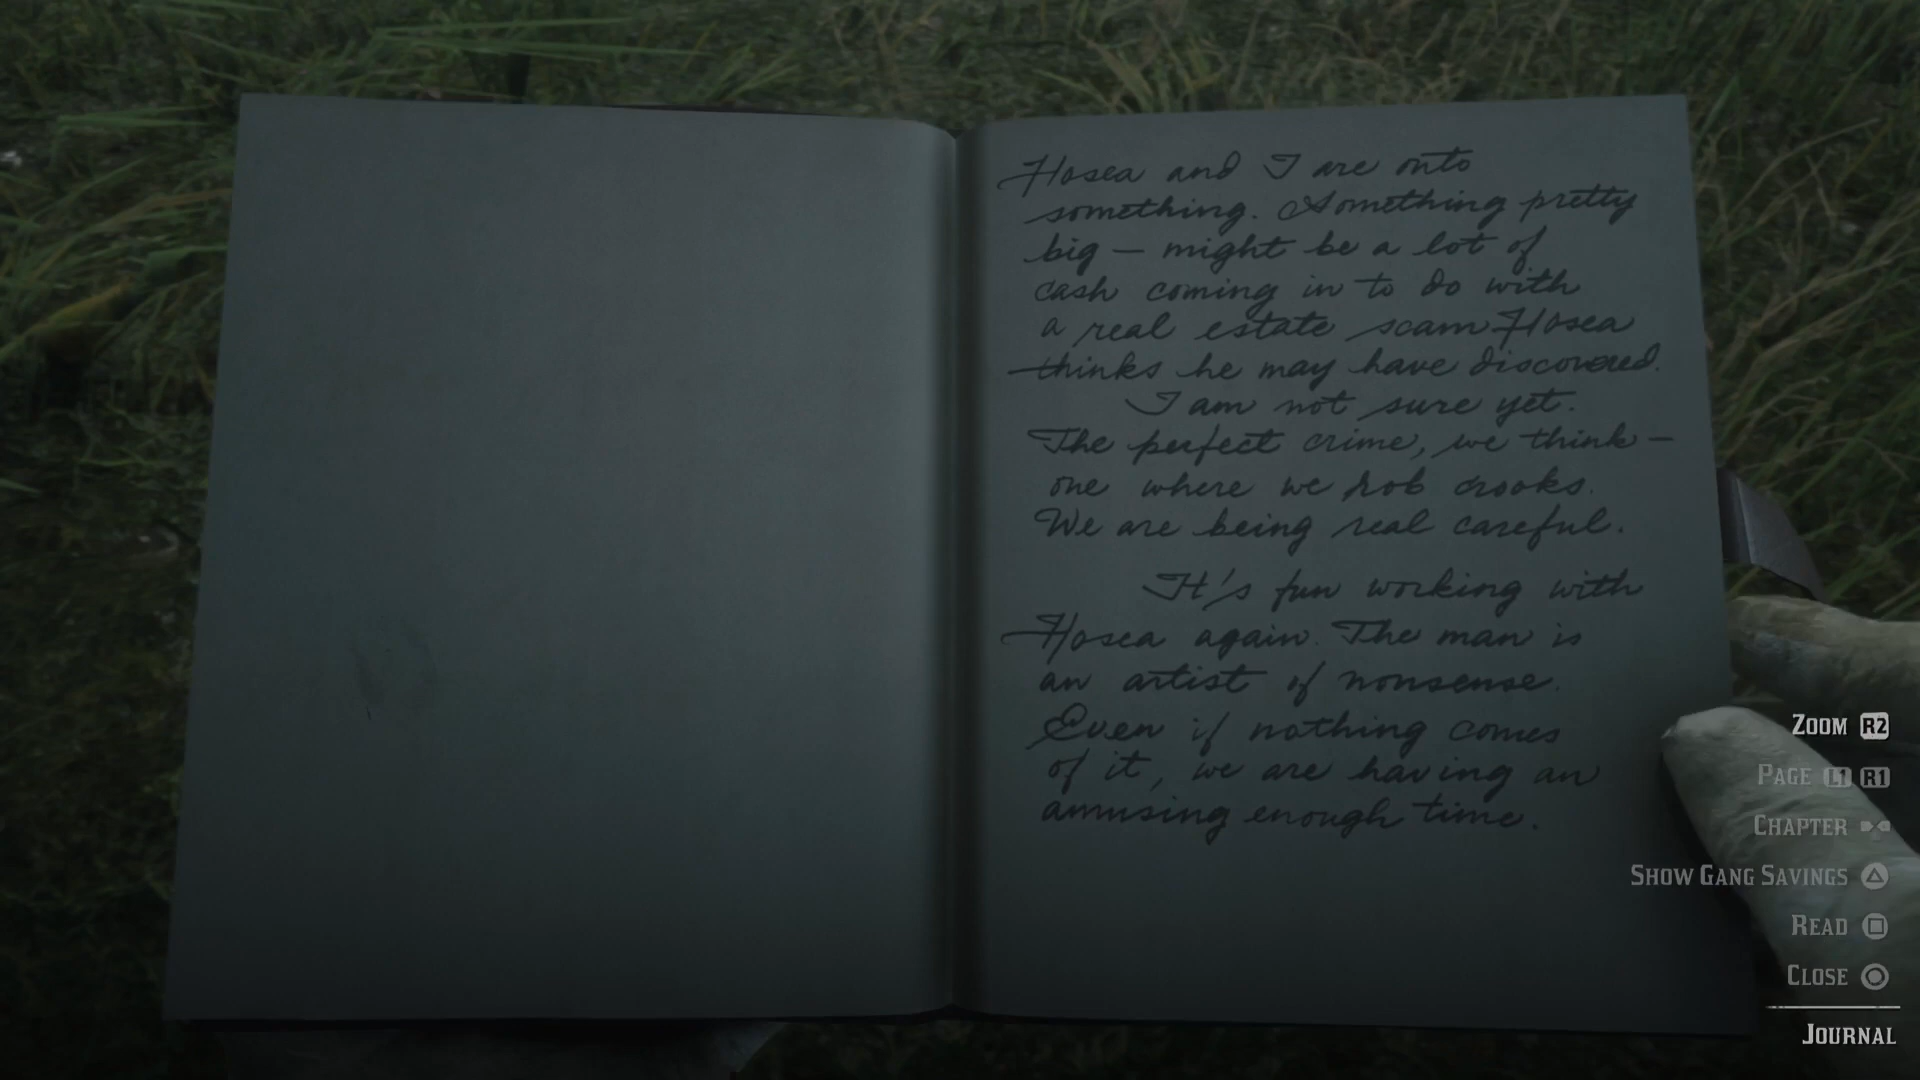 Hosea and I are onto
something. Something pretty
big — might be a lot of
cash coming in to do with
a real estate scam Hosea
thinks he may have discovered.
I am not sure yet.
The perfect crime, we think —
one where we rob crooks.
We are being real careful.
It's fun working with
Hosea again. The man is
an artist of nonsense.
Even if nothing comes
of it, we are having an
amusing enough time.
ZOOM R2
PAGE L1 R1
CHAPTER
SHOW GANG SAVINGS
READ
CLOSE
JOURNAL